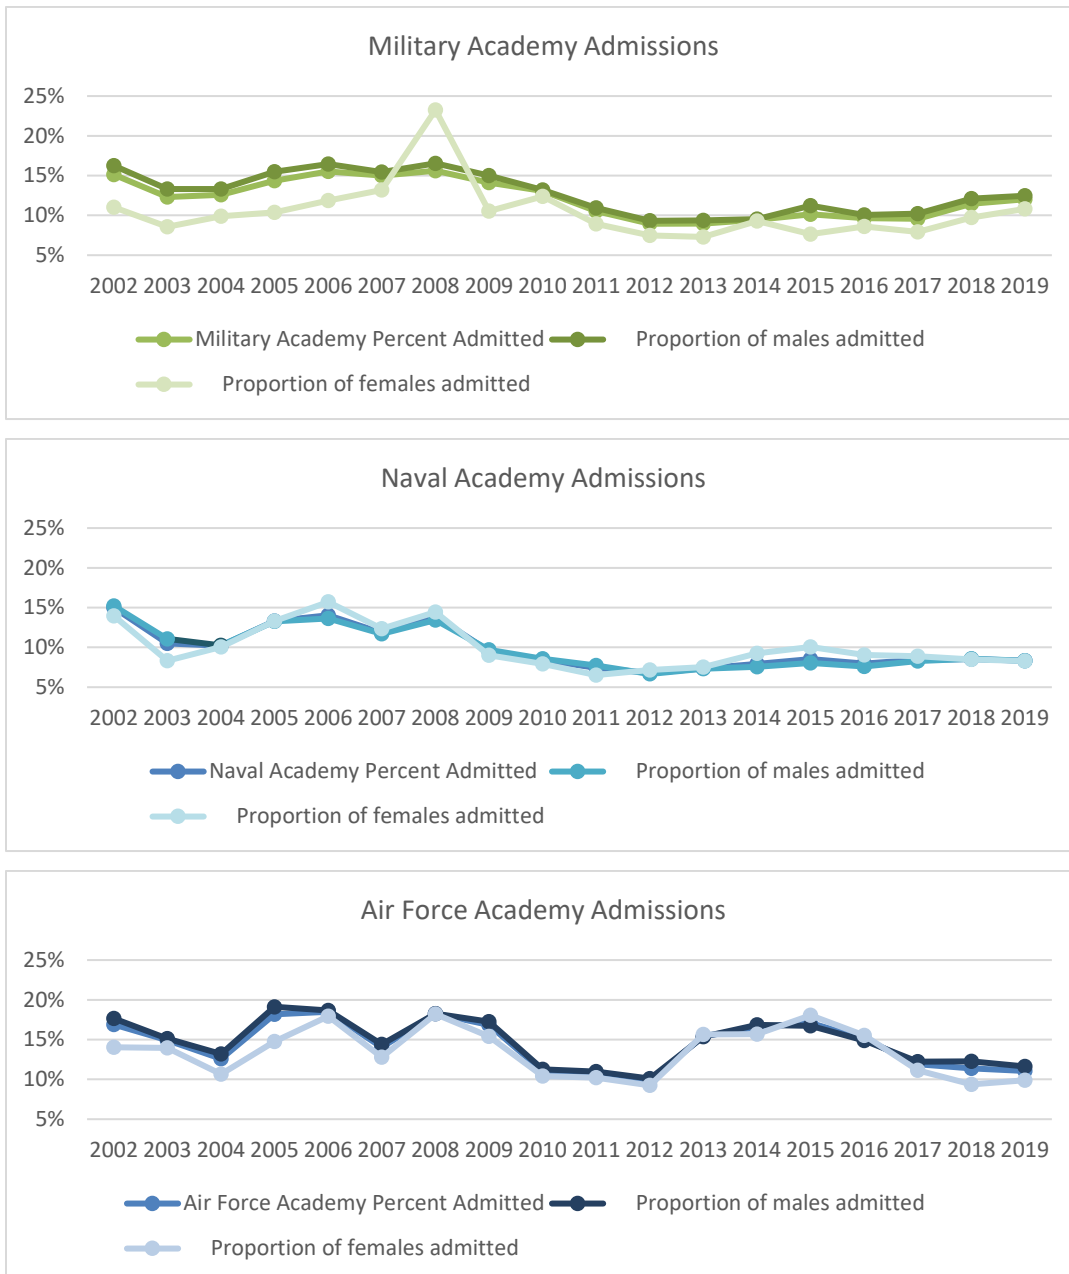 Military Academy Admissions
25%
20%
15%
10%
5%
2002 2003 2004 2005 2006 2007 2008 2009 2010 2011 2012 2013 2014 2015 2016 2017 2018 2019
Military Academy Percent Admitted Proportion of males admitted
Proportion of females admitted
Naval Academy Admissions
25%
20%
15%
10%
5%
2002 2003 2004 2005 2006 2007 2008 2009 2010 2011 2012 2013 2014 2015 2016 2017 2018 2019
Naval Academy Percent Admitted Proportion of males admitted
Proportion of females admitted
Air Force Academy Admissions
25%
20%
15%
10%
5%
2002 2003 2004 2005 2006 2007 2008 2009 2010 2011 2012 2013 2014 2015 2016 2017 2018 2019
Air Force Academy Percent Admitted Proportion of males admitted
Proportion of females admitted